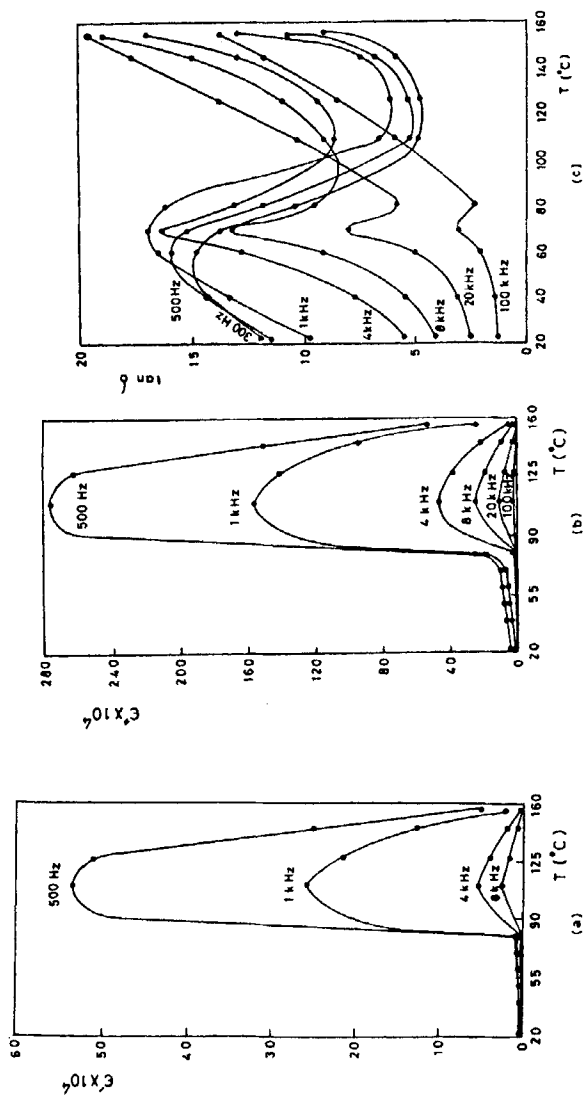 Є' X 10⁴
60
50
40
30
20
10
0
500 Hz
1 kHz
4 kHz
8 kHz
20 55 90 125 160
T (°C)
(a)
Є" X 10⁴
280
240
200
160
120
80
40
0
500 Hz
1 kHz
4 kHz
8 kHz
20 kHz
100 kHz
20 55 90 125 160
T (°C)
(b)
tan δ
20
15
10
5
0
500 Hz
300 Hz
1 kHz
4 kHz
8 kHz
20 kHz
100 kHz
20 40 60 80 100 120 140 160
T (°C)
(c)